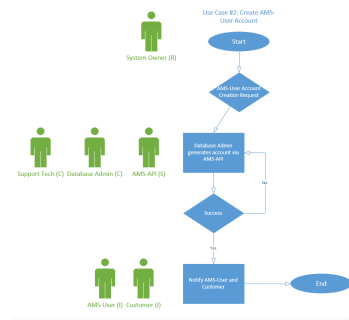 Use Case #2: Create AMS-
User Account
Start
System Owner (R)
AMS-User Account
Creation Request
Database Admin
generates account via
AMS-API
Support Tech (C) Database Admin (C) AMS-API (S)
No
Success
Yes
Notify AMS-User and
Customer
End
AMS-User (I) Customer (I)